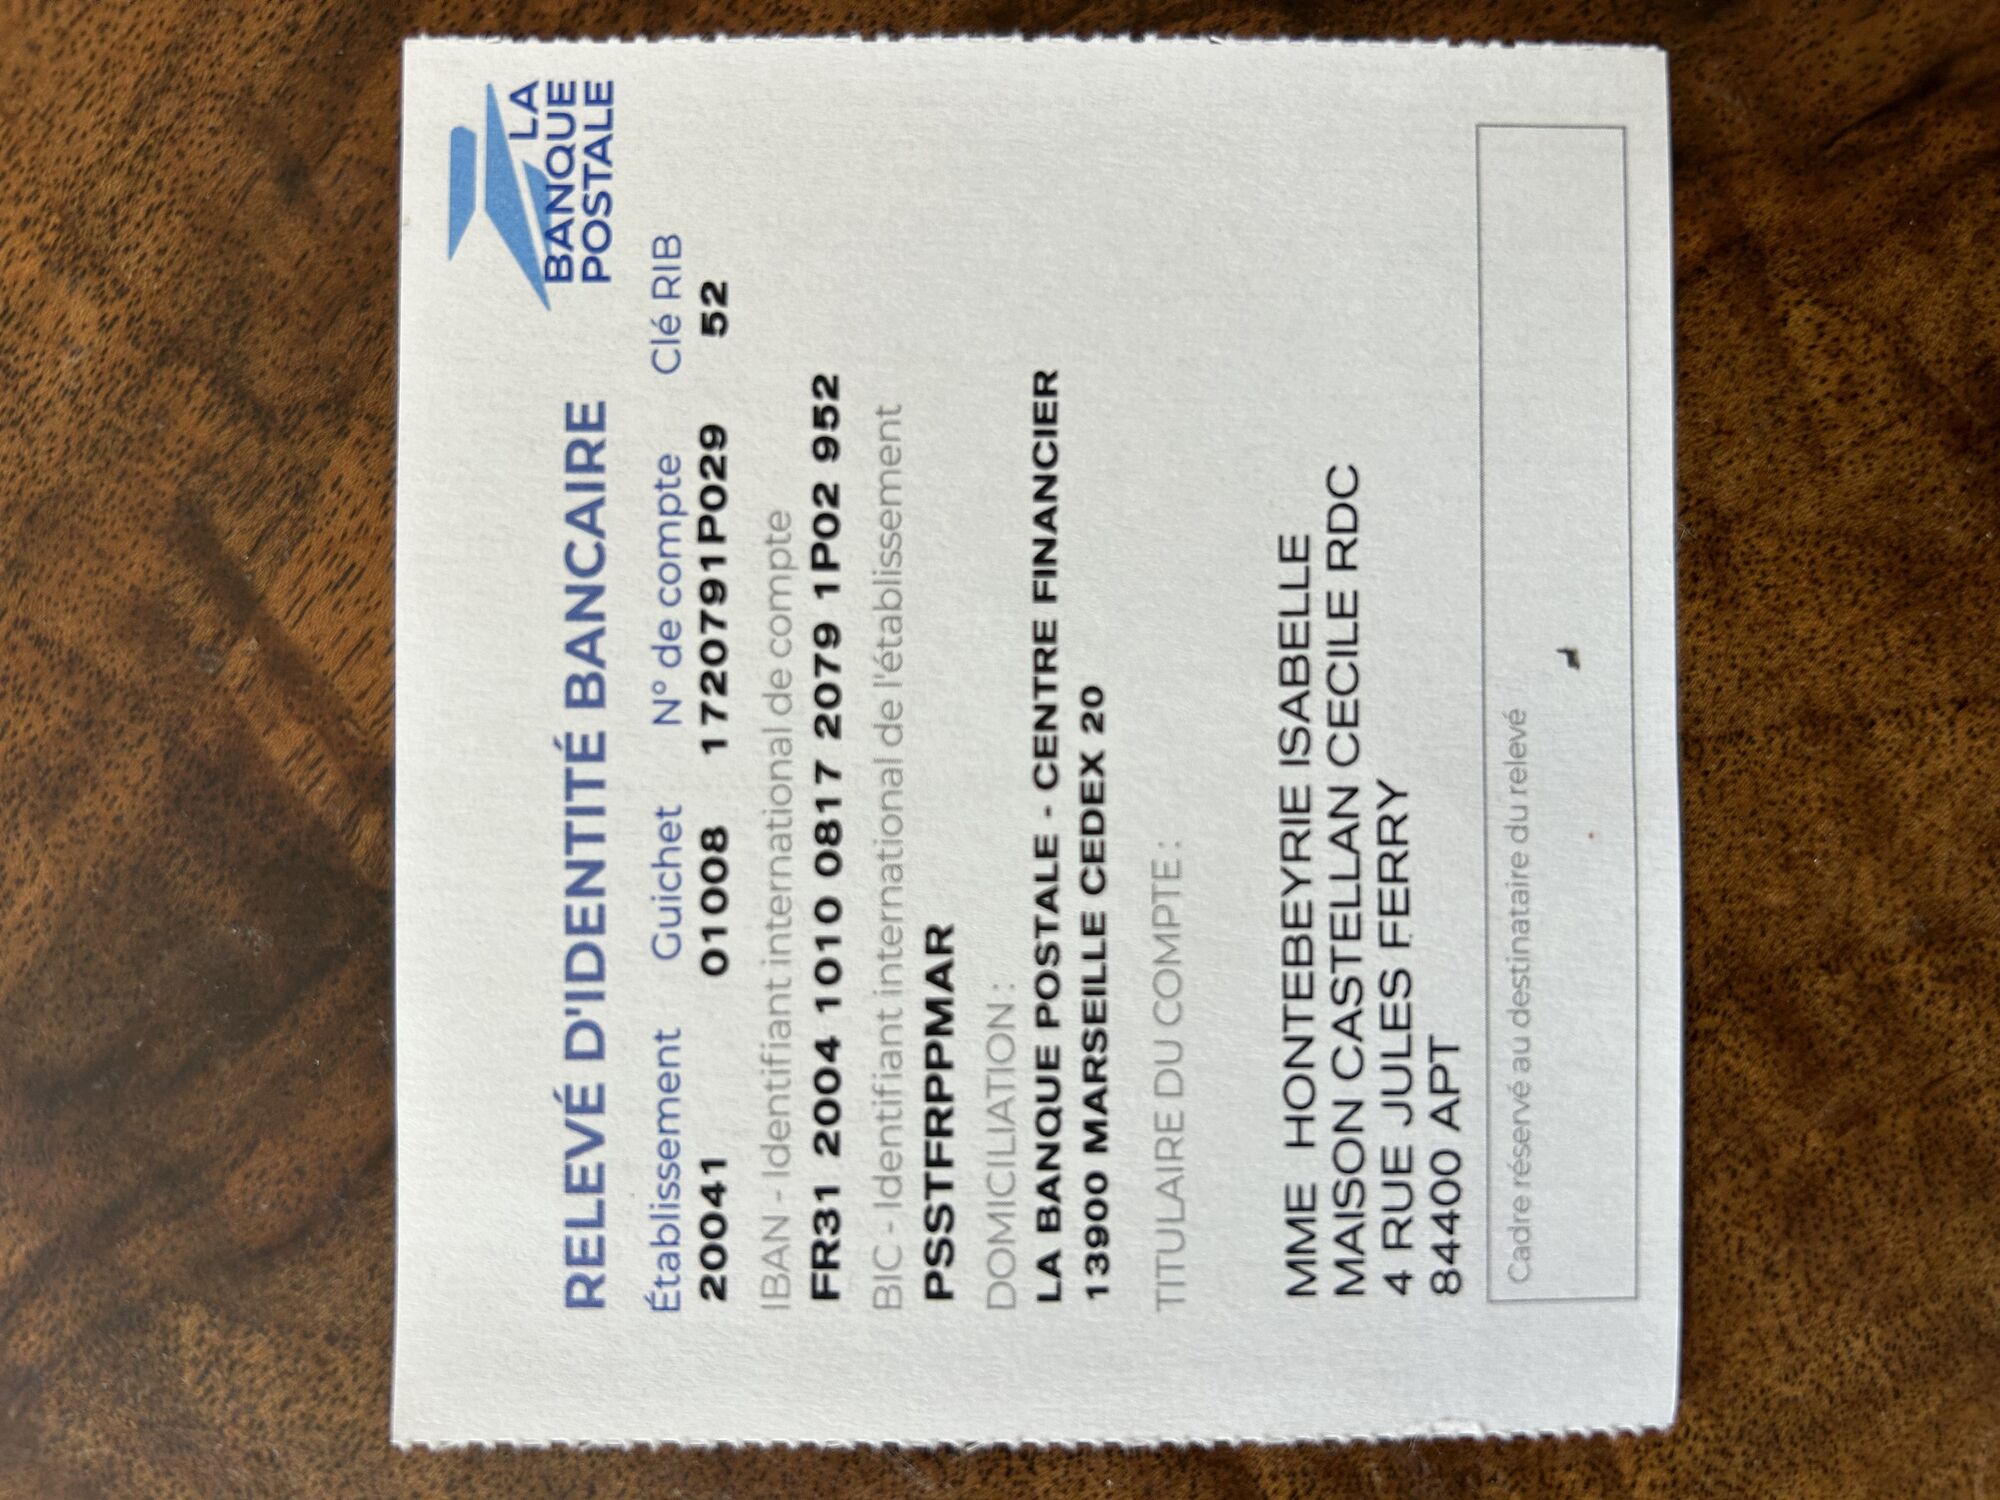 LA
BANQUE
POSTALE
RELEVÉ D'IDENTITÉ BANCAIRE
Établissement Guichet N° de compte Clé RIB
20041 01008 1720791P029 52
IBAN - Identifiant international de compte
FR31 2004 1010 0817 2079 1P02 952
BIC - Identifiant international de l'établissement
PSSTFRPPMAR
DOMICILIATION :
LA BANQUE POSTALE - CENTRE FINANCIER
13900 MARSEILLE CEDEX 20
TITULAIRE DU COMPTE :
MME HONTEBEYRIE ISABELLE
MAISON CASTELLAN CECILE RDC
4 RUE JULES FERRY
84400 APT
Cadre réservé au destinataire du relevé